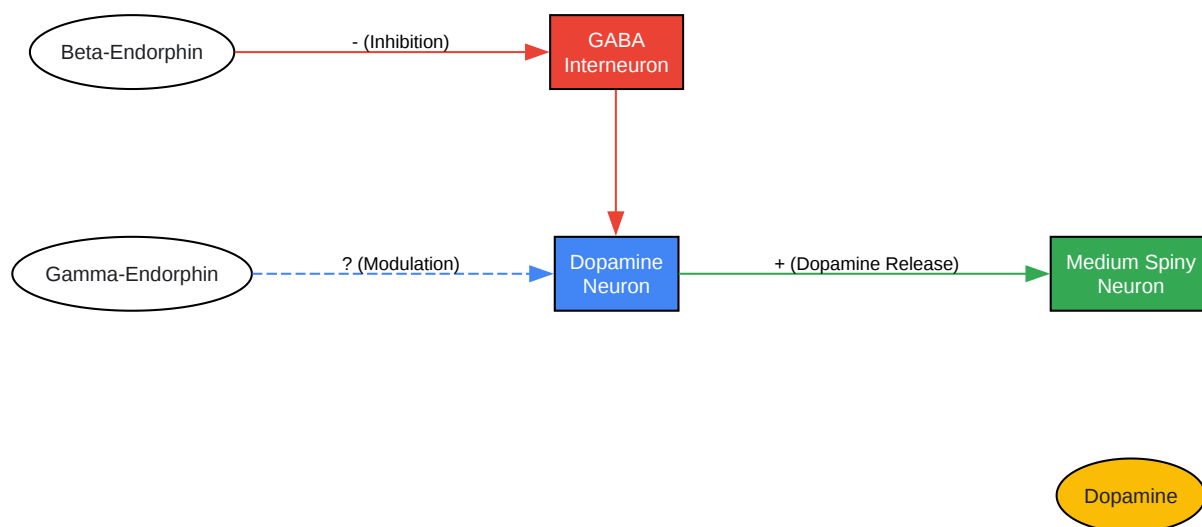 Beta-Endorphin
- (Inhibition)
GABA
Interneuron
Gamma-Endorphin
? (Modulation)
Dopamine
Neuron
+ (Dopamine Release)
Medium Spiny
Neuron
Dopamine